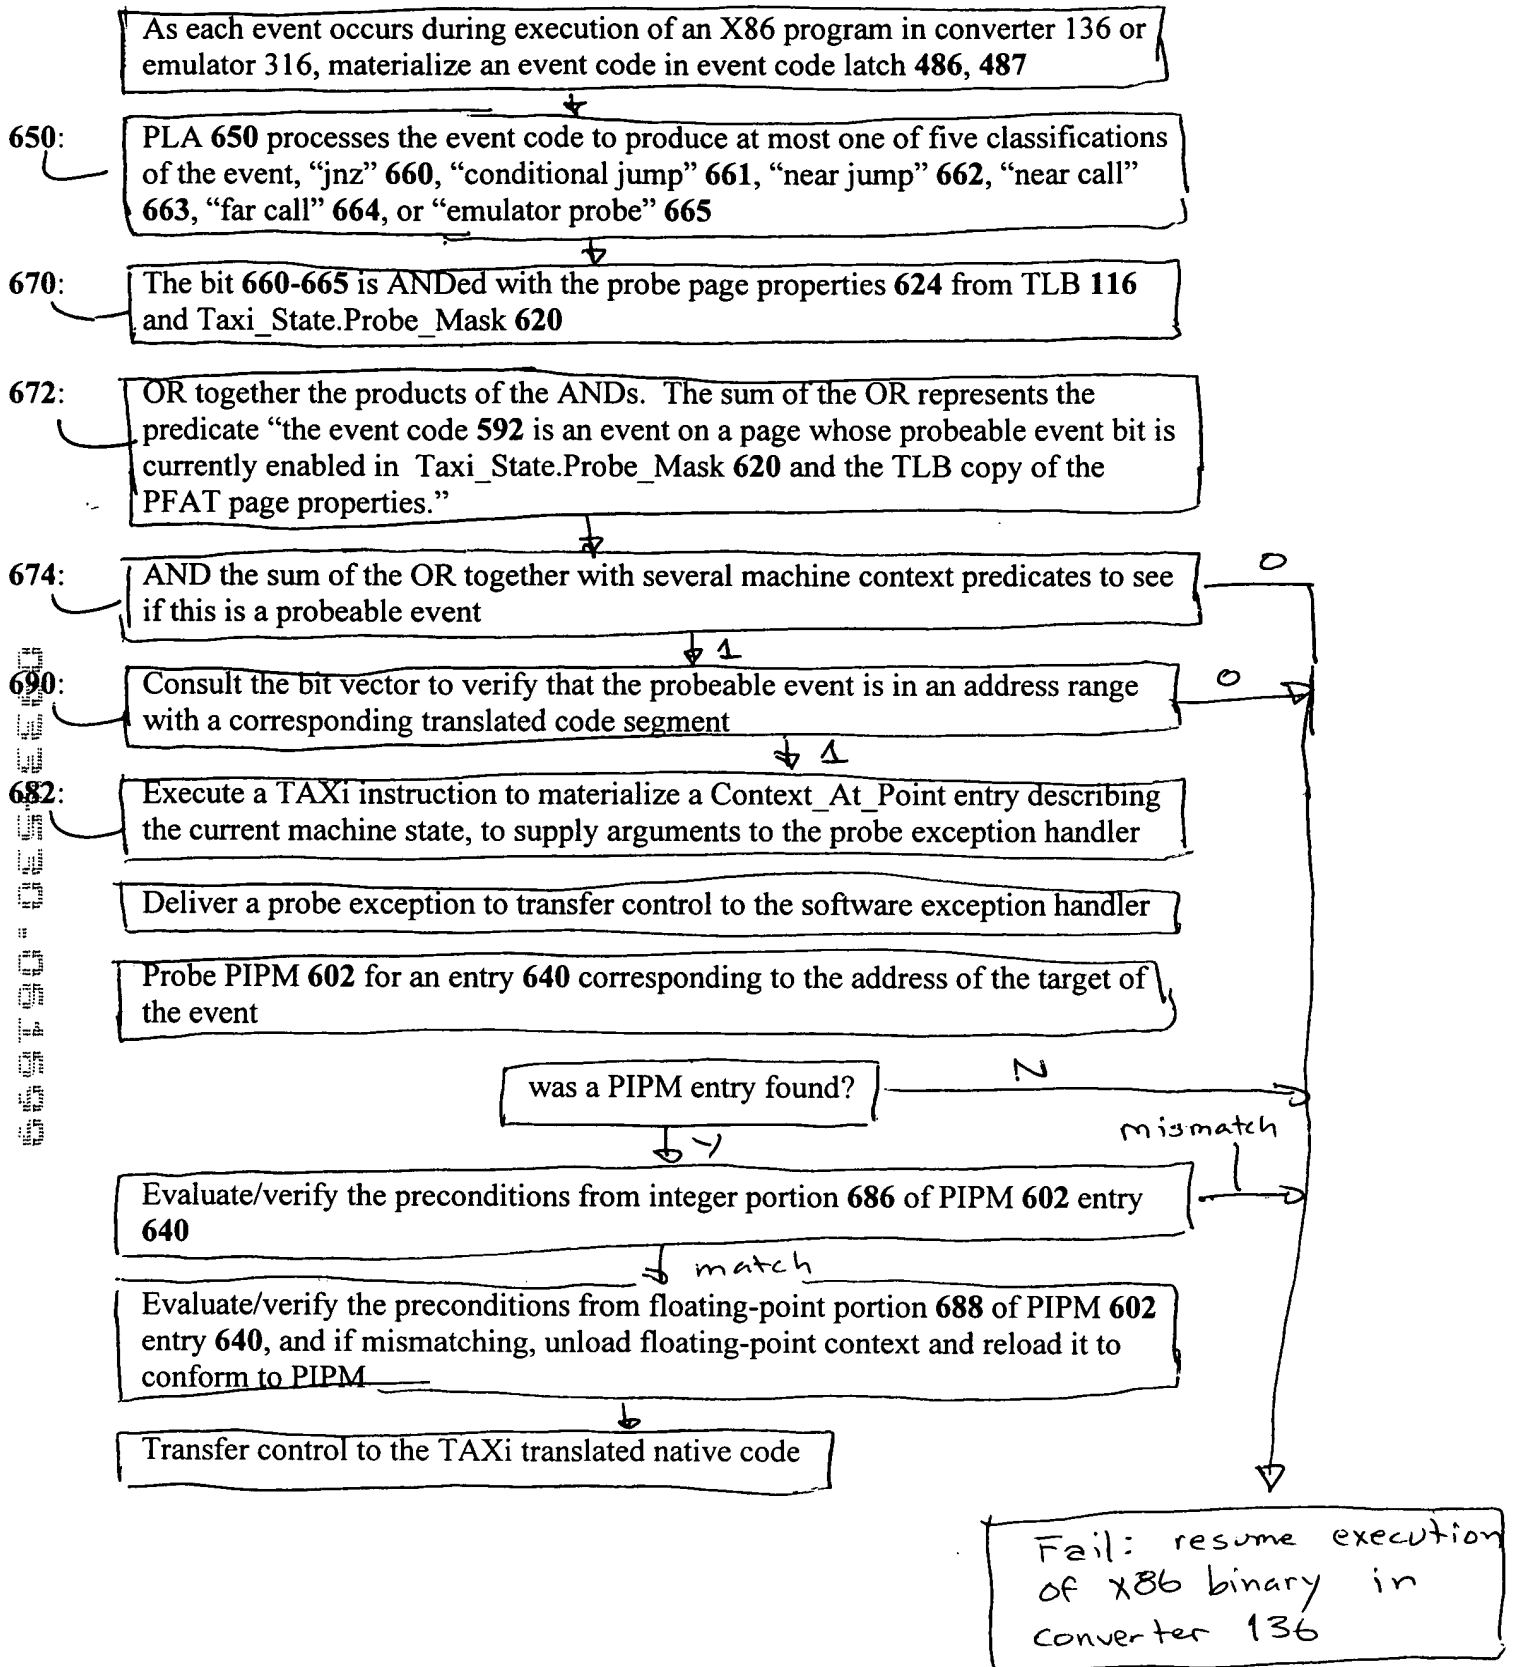 As each event occurs during execution of an X86 program in converter 136 or
emulator 316, materialize an event code in event code latch 486, 487
650: PLA 650 processes the event code to produce at most one of five classifications
of the event, “jnz” 660, “conditional jump” 661, “near jump” 662, “near call”
663, “far call” 664, or “emulator probe” 665
670: The bit 660-665 is ANDed with the probe page properties 624 from TLB 116
and Taxi_State.Probe_Mask 620
672: OR together the products of the ANDs. The sum of the OR represents the
predicate “the event code 592 is an event on a page whose probeable event bit is
currently enabled in Taxi_State.Probe_Mask 620 and the TLB copy of the
PFAT page properties.”
674: AND the sum of the OR together with several machine context predicates to see
if this is a probeable event
0
1
690: Consult the bit vector to verify that the probeable event is in an address range
with a corresponding translated code segment
0
1
682: Execute a TAXi instruction to materialize a Context_At_Point entry describing
the current machine state, to supply arguments to the probe exception handler
Deliver a probe exception to transfer control to the software exception handler
Probe PIPM 602 for an entry 640 corresponding to the address of the target of
the event
was a PIPM entry found?
N
Y
mismatch
Evaluate/verify the preconditions from integer portion 686 of PIPM 602 entry
640
match
Evaluate/verify the preconditions from floating-point portion 688 of PIPM 602
entry 640, and if mismatching, unload floating-point context and reload it to
conform to PIPM
Transfer control to the TAXi translated native code
Fail: resume execution
of X86 binary in
converter 136